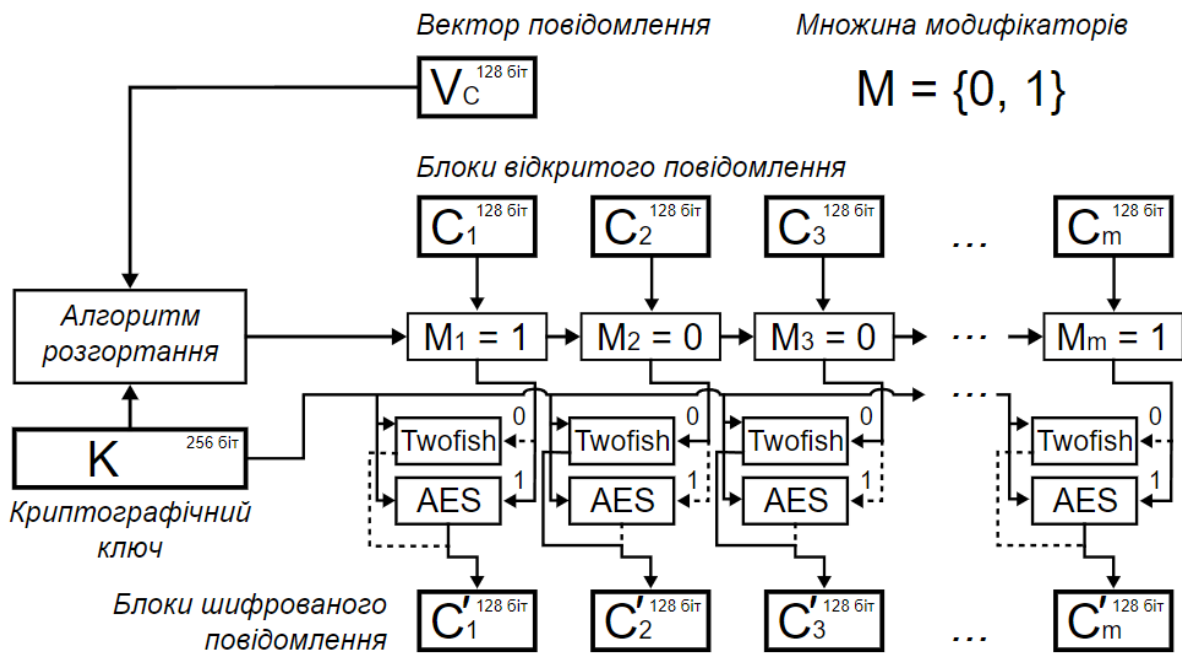 Вектор повідомлення
Множина модифікаторів
V_C 128 біт
M = {0, 1}
Блоки відкритого повідомлення
C1 128 біт C2 128 біт C3 128 біт ... Cm 128 біт
Алгоритм
розгортання
M1 = 1 M2 = 0 M3 = 0 ... Mm = 1
...
0 0 0 0
Twofish Twofish Twofish Twofish
K 256 біт
1 1 1 1
AES AES AES AES
Криптографічний
ключ
Блоки шифрованого
повідомлення
C′1 128 біт C′2 128 біт C′3 128 біт ... C′m 128 біт